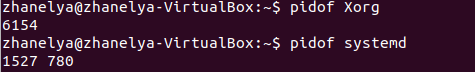 zhanelya@zhanelya-VirtualBox:~$ pidof Xorg
6154
zhanelya@zhanelya-VirtualBox:~$ pidof systemd
1527 780